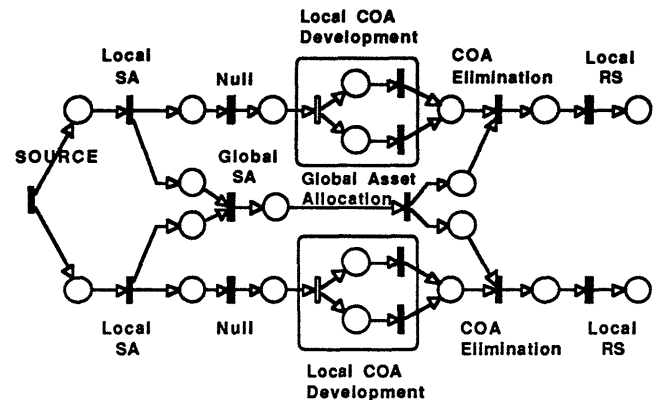 Local COA
Development
Local
SA
Null
COA
Elimination
Local
RS
SOURCE
Global
SA
Global Asset
Allocation
Local
SA
Null
COA
Elimination
Local
RS
Local COA
Development